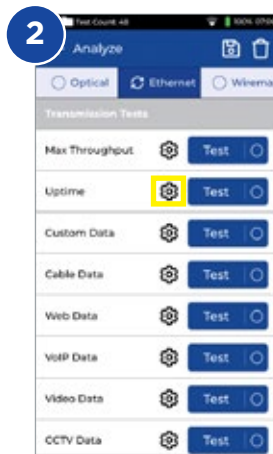 2
Test Count: 48
100%
Analyze
Optical Ethernet Wirema
Transmission Tests
Max Throughput Test
Uptime Test
Custom Data Test
Cable Data Test
Web Data Test
VoIP Data Test
Video Data Test
CCTV Data Test